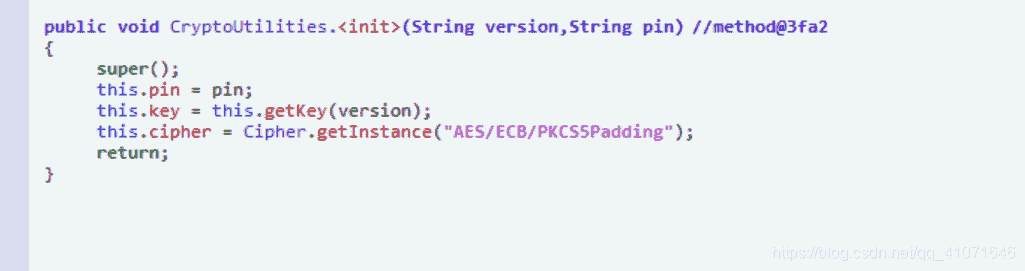 public void CryptoUtilities.<init>(String version,String pin) //method@3fa2
{
super();
this.pin = pin;
this.key = this.getKey(version);
this.cipher = Cipher.getInstance("AES/ECB/PKCS5Padding");
return;
}
https://blog.csdn.net/qq_41071646